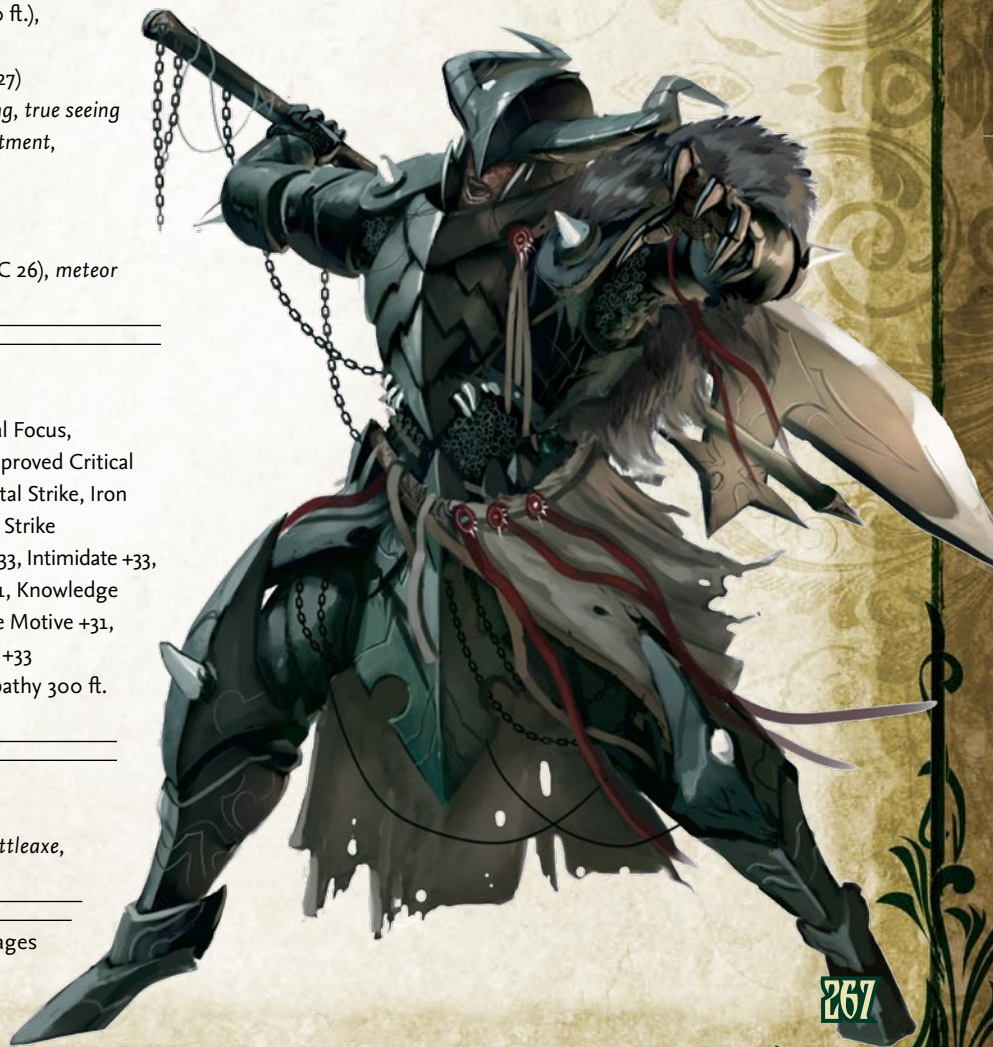 o ft.),
27)
ng, true seeing
tment,
C 26), meteor
al Focus,
proved Critical
tal Strike, Iron
Strike
33, Intimidate +33,
1, Knowledge
e Motive +31,
+33
pathy 300 ft.
ttleaxe,
ages
267